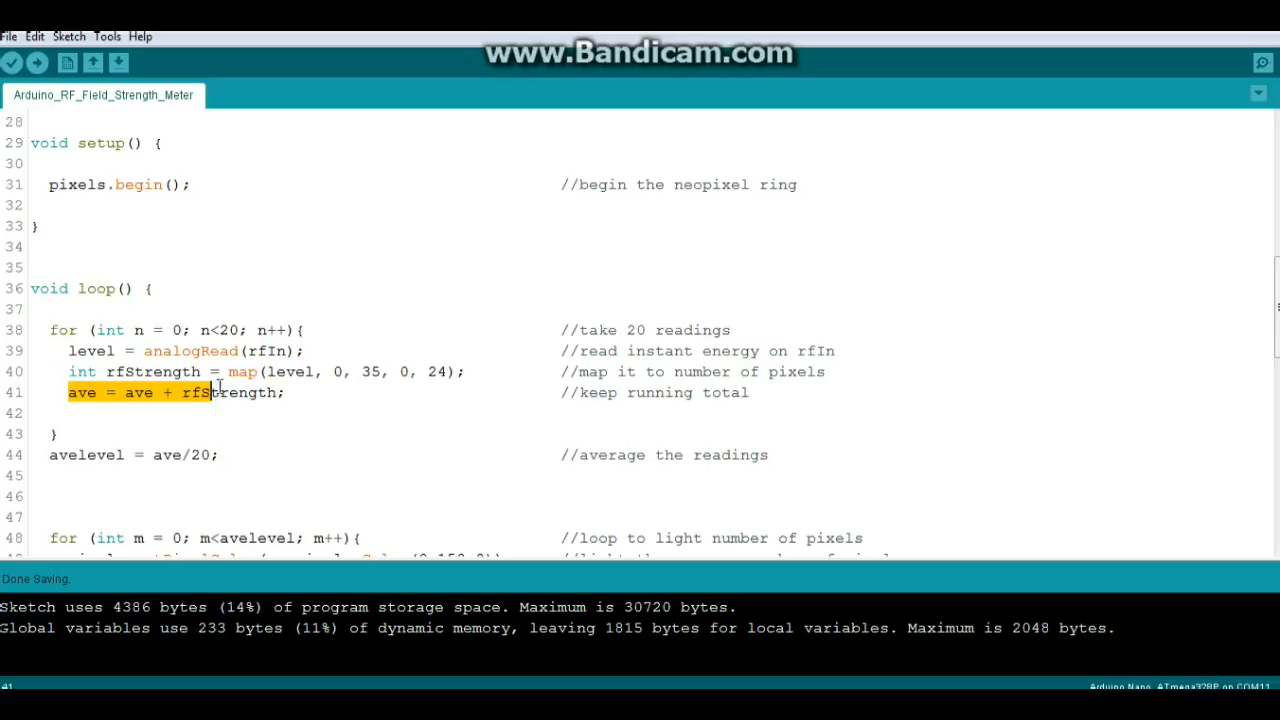 www.Bandicam.com
File Edit Sketch Tools Help
Arduino_RF_Field_Strength_Meter
28
29 void setup() {
30
31 pixels.begin(); //begin the neopixel ring
32
33 }
34
35
36 void loop() {
37
38 for (int n = 0; n<20; n++){ //take 20 readings
39 level = analogRead(rfIn); //read instant energy on rfIn
40 int rfStrength = map(level, 0, 35, 0, 24); //map it to number of pixels
41 ave = ave + rfStrength; //keep running total
42
43 }
44 avelevel = ave/20; //average the readings
45
46
47
48 for (int m = 0; m<avelevel; m++){ //loop to light number of pixels
Done Saving.
Sketch uses 4386 bytes (14%) of program storage space. Maximum is 30720 bytes.
Global variables use 233 bytes (11%) of dynamic memory, leaving 1815 bytes for local variables. Maximum is 2048 bytes.
41 Arduino Nano, ATmega328P on COM11